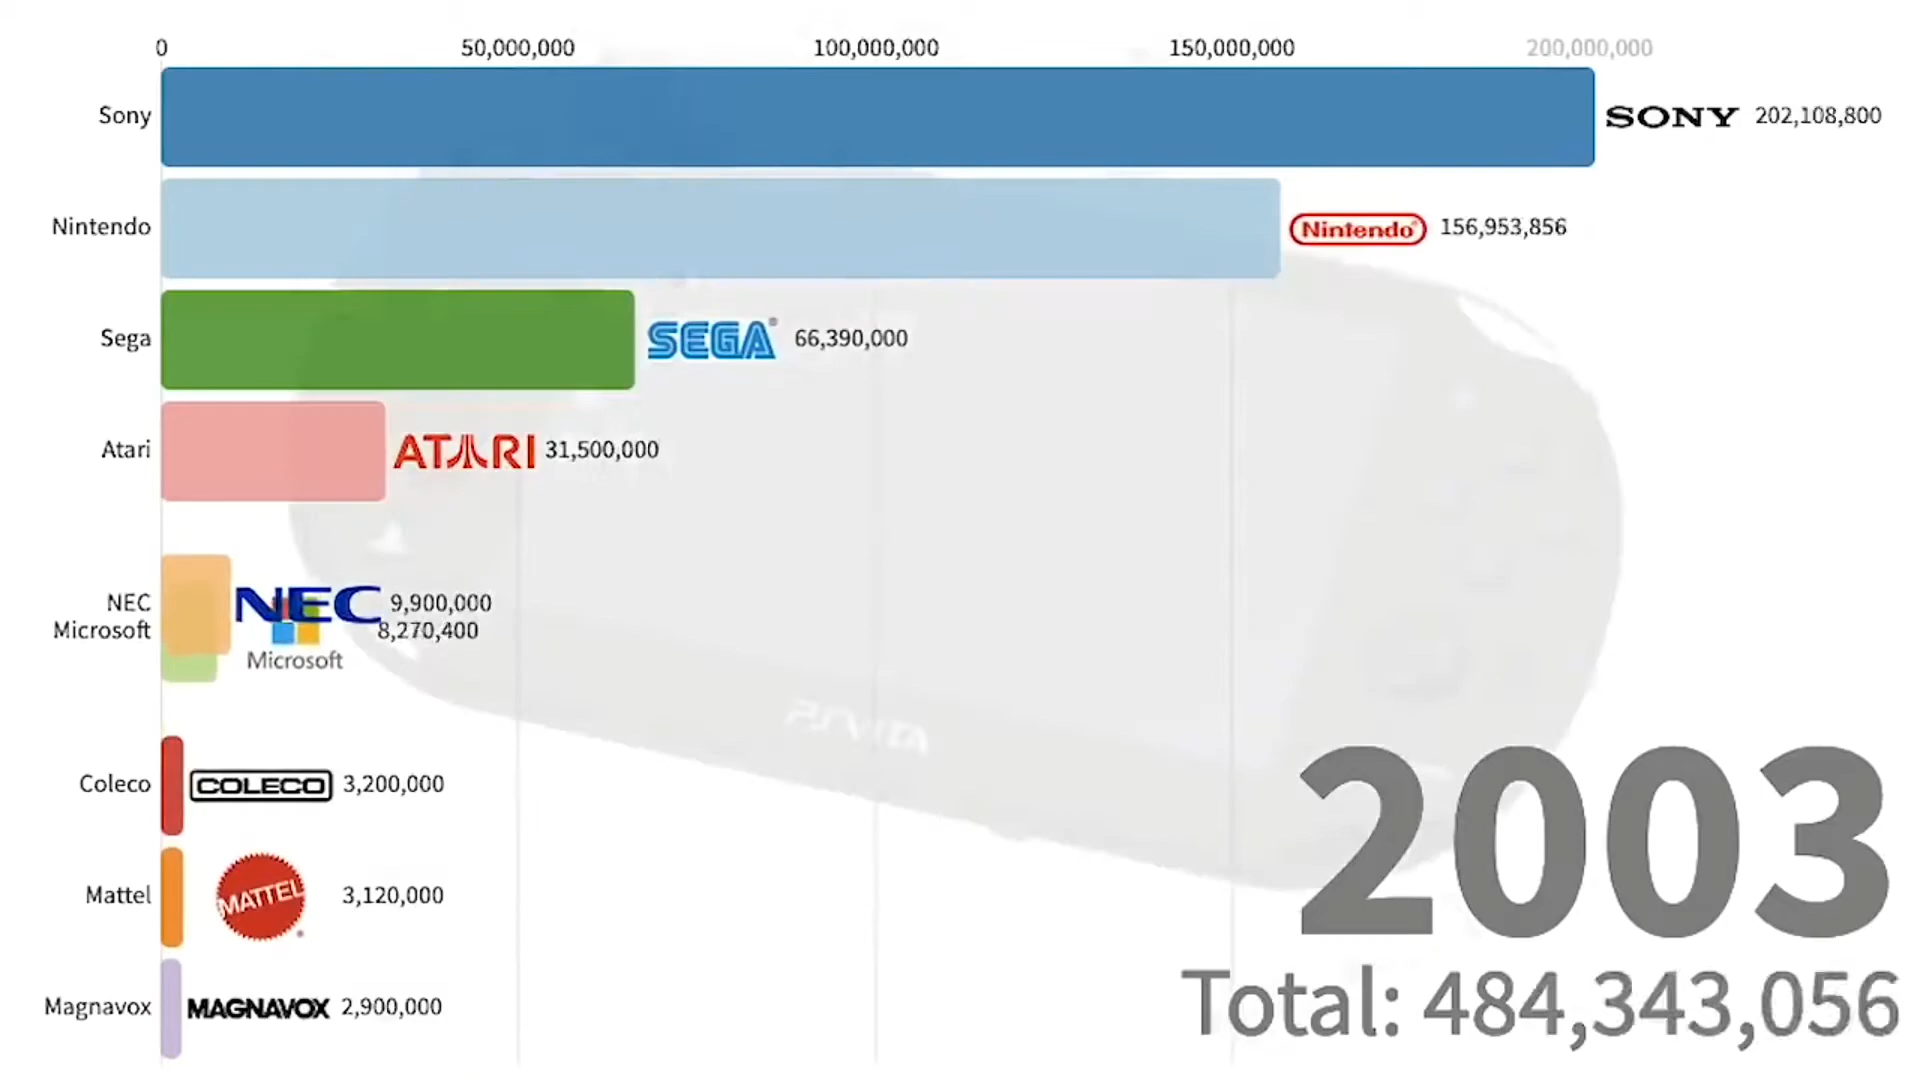 0 50,000,000 100,000,000 150,000,000 200,000,000
Sony SONY 202,108,800
Nintendo Nintendo® 156,953,856
Sega SEGA® 66,390,000
Atari ATARI 31,500,000
NEC NEC 9,900,000
Microsoft 8,270,400
Microsoft
PSVITA
Coleco COLECO 3,200,000
Mattel MATTEL 3,120,000
Magnavox MAGNAVOX 2,900,000
2003
Total: 484,343,056